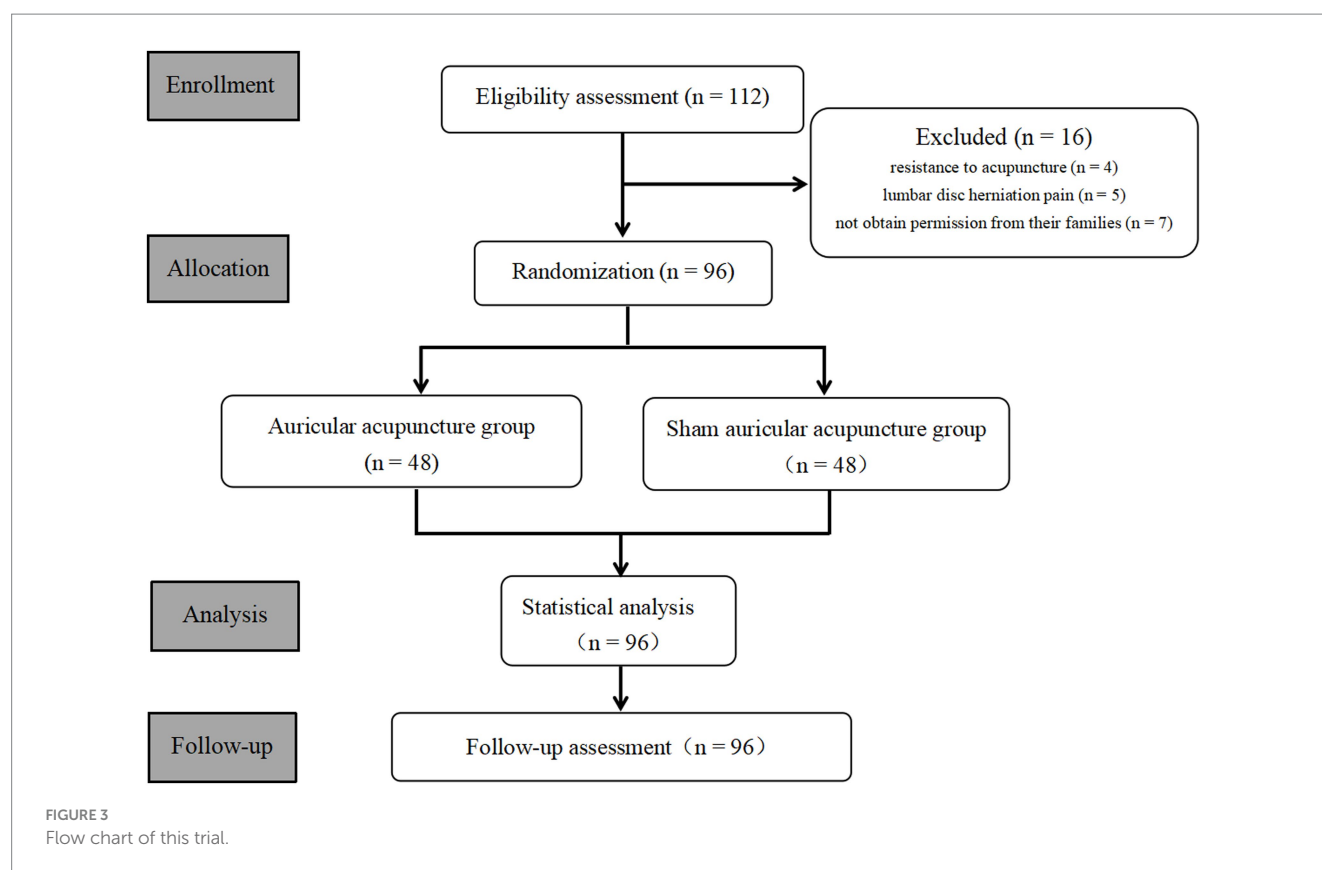 Enrollment
Eligibility assessment (n = 112)
Excluded (n = 16)
resistance to acupuncture (n = 4)
lumbar disc herniation pain (n = 5)
not obtain permission from their families (n = 7)
Allocation
Randomization (n = 96)
Auricular acupuncture group
(n = 48)
Sham auricular acupuncture group
（n = 48）
Analysis
Statistical analysis
（n = 96）
Follow-up
Follow-up assessment（n = 96）
FIGURE 3
Flow chart of this trial.